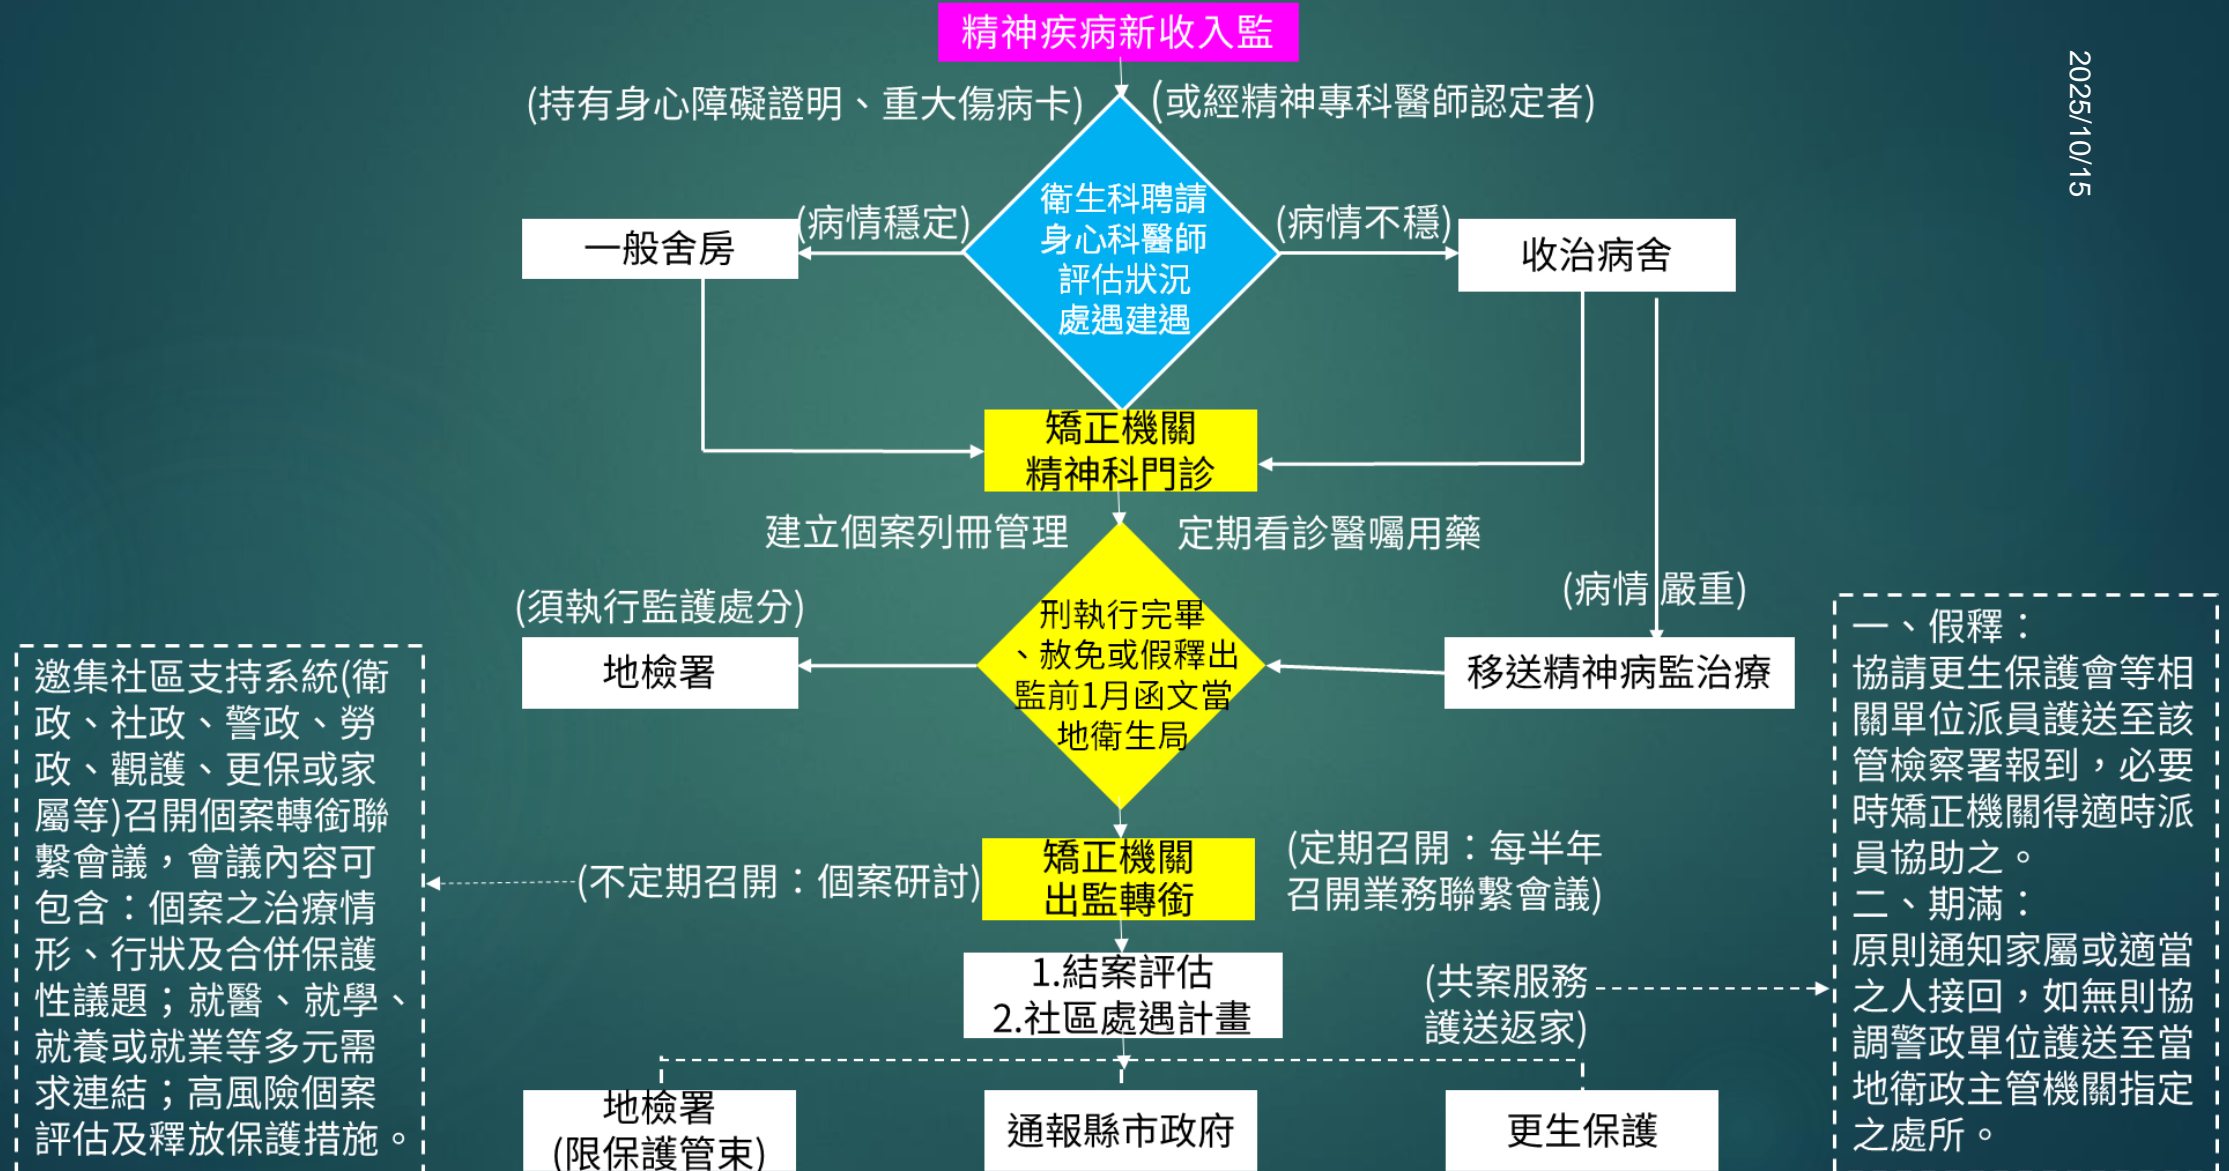 精神疾病新收入監
2025/10/15
(持有身心障礙證明、重大傷病卡)
(或經精神專科醫師認定者)
衛生科聘請
身心科醫師
評估狀況
處遇建遇
(病情穩定)
一般舍房
(病情不穩)
收治病舍
矯正機關
精神科門診
建立個案列冊管理
定期看診醫囑用藥
(須執行監護處分)
地檢署
刑執行完畢
、赦免或假釋出
監前1月函文當
地衛生局
(病情 嚴重)
移送精神病監治療
邀集社區支持系統(衛
政、社政、警政、勞
政、觀護、更保或家
屬等)召開個案轉銜聯
繫會議，會議內容可
包含：個案之治療情
形、行狀及合併保護
性議題；就醫、就學、
就養或就業等多元需
求連結；高風險個案
評估及釋放保護措施。
(不定期召開：個案研討)
矯正機關
出監轉銜
(定期召開：每半年
召開業務聯繫會議)
1.結案評估
2.社區處遇計畫
(共案服務
護送返家)
一、假釋：
協請更生保護會等相
關單位派員護送至該
管檢察署報到，必要
時矯正機關得適時派
員協助之。
二、期滿：
原則通知家屬或適當
之人接回，如無則協
調警政單位護送至當
地衛政主管機關指定
之處所。
地檢署
(限保護管束)
通報縣市政府
更生保護